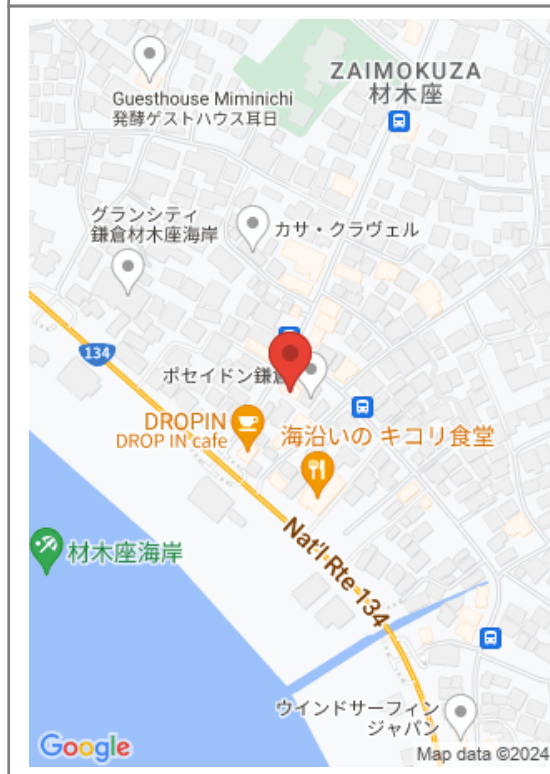 ZAIMOKUZA
材木座
Guesthouse Miminichi
発酵ゲストハウス耳日
グランシティ
鎌倉材木座海岸
カサ・クラヴェル
134
ポセイドン鎌倉
DROPIN
DROP IN cafe
海沿いの キコリ食堂
Nat'l Rte 134
材木座海岸
ウインドサーフィン
ジャパン
Google
Map data ©2024